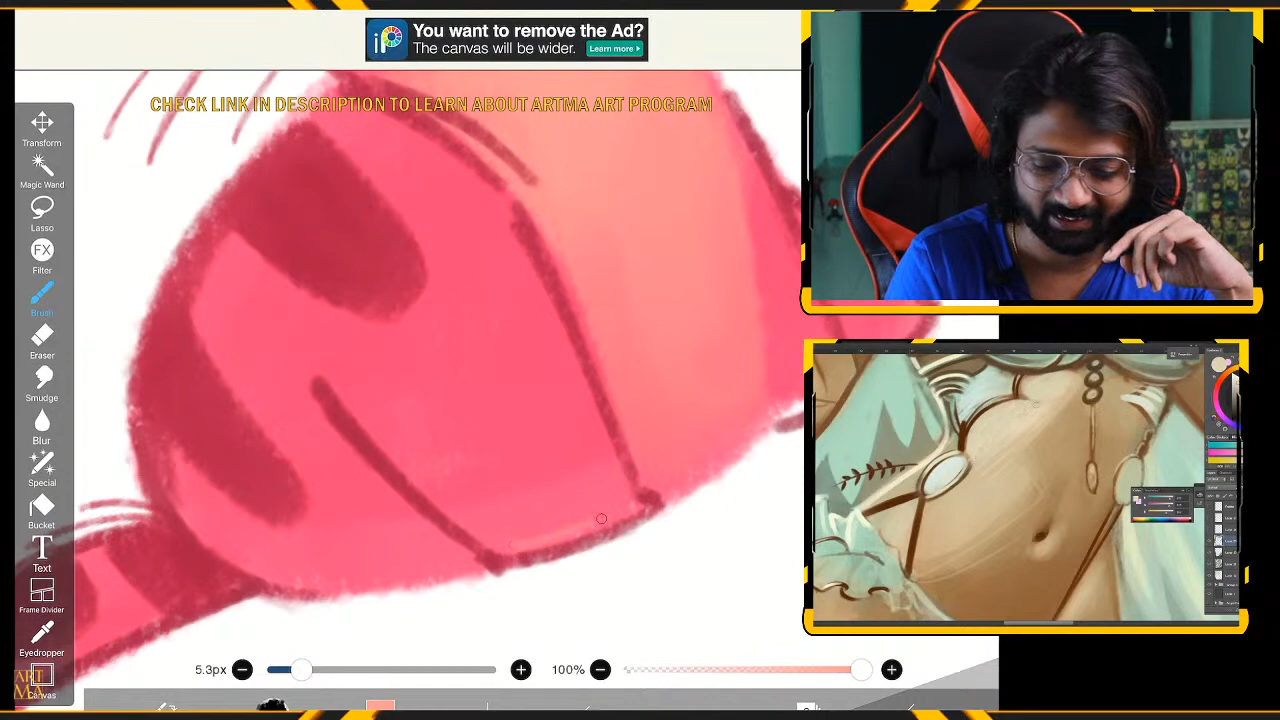 You want to remove the Ad?
The canvas will be wider.
Learn more
CHECK LINK IN DESCRIPTION TO LEARN ABOUT ARTMA ART PROGRAM
Transform
Magic Wand
Lasso
FX
Filter
Brush
Eraser
Smudge
Blur
Special
Bucket
T
Text
Frame Divider
Eyedropper
Canvas
ART
MA
5.3px
100%